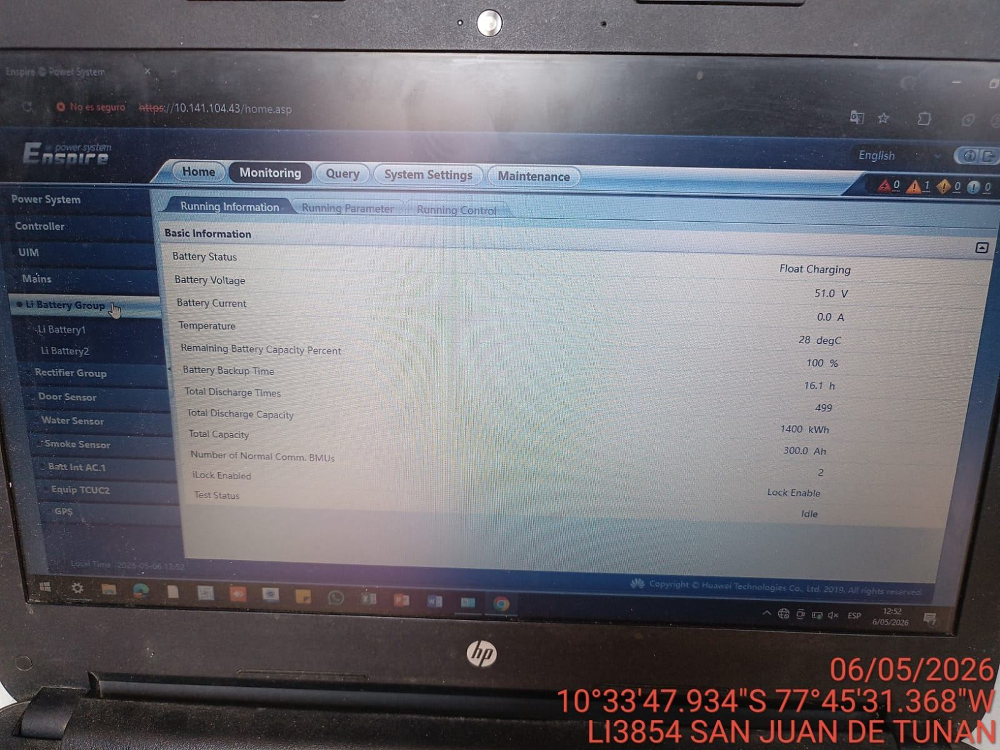 Enspire @ Power System
No es seguro https://10.141.104.43/home.asp
power system
Enspire
English
Home Monitoring Query System Settings Maintenance
0 1 0 0
Power System
Controller
UIM
Mains
Li Battery Group
Li Battery1
Li Battery2
Rectifier Group
Door Sensor
Water Sensor
Smoke Sensor
Batt Int AC.1
Equip TCUC2
GPS
Running Information Running Parameter Running Control
Basic Information
Battery Status Float Charging
Battery Voltage 51.0 V
Battery Current 0.0 A
Temperature 28 degC
Remaining Battery Capacity Percent 100 %
Battery Backup Time 16.1 h
Total Discharge Times 499
Total Discharge Capacity 1400 kWh
Total Capacity 300.0 Ah
Number of Normal Comm. BMUs 2
iLock Enabled Lock Enable
Test Status Idle
Local Time 2026-05-06 12:52
Copyright © Huawei Technologies Co., Ltd. 2019. All rights reserved.
ESP
12:52
6/05/2026
hp
06/05/2026
10°33'47.934"S 77°45'31.368"W
LI3854 SAN JUAN DE TUNAN